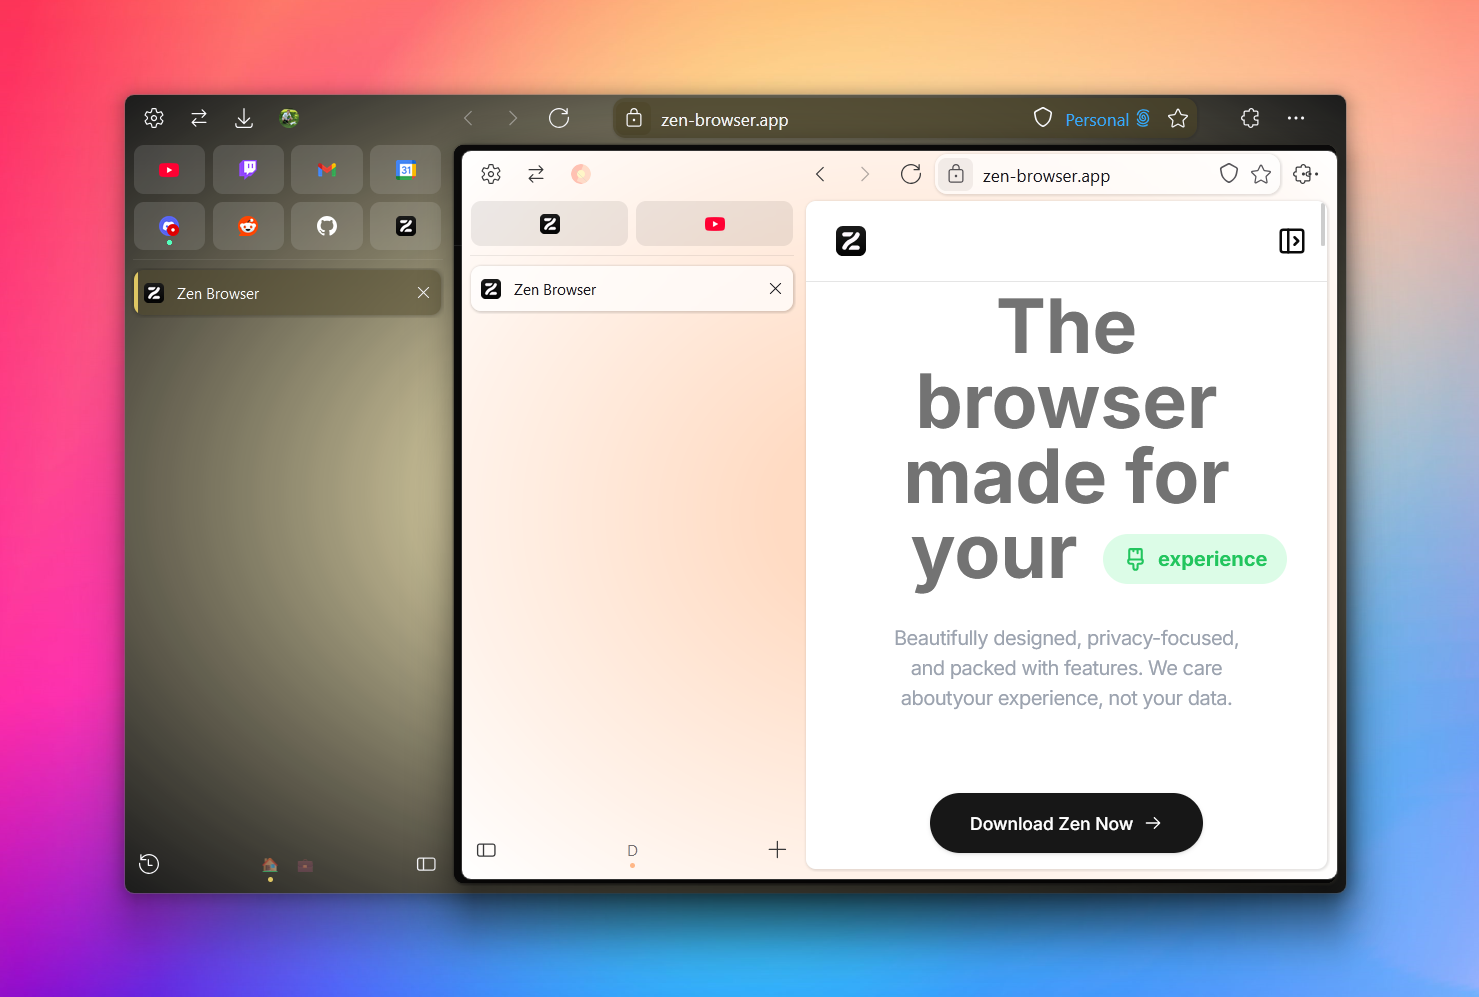 zen-browser.app
Personal
31
Zen Browser
zen-browser.app
Zen Browser
D
The
browser
made for
your experience
Beautifully designed, privacy-focused,
and packed with features. We care
aboutyour experience, not your data.
Download Zen Now